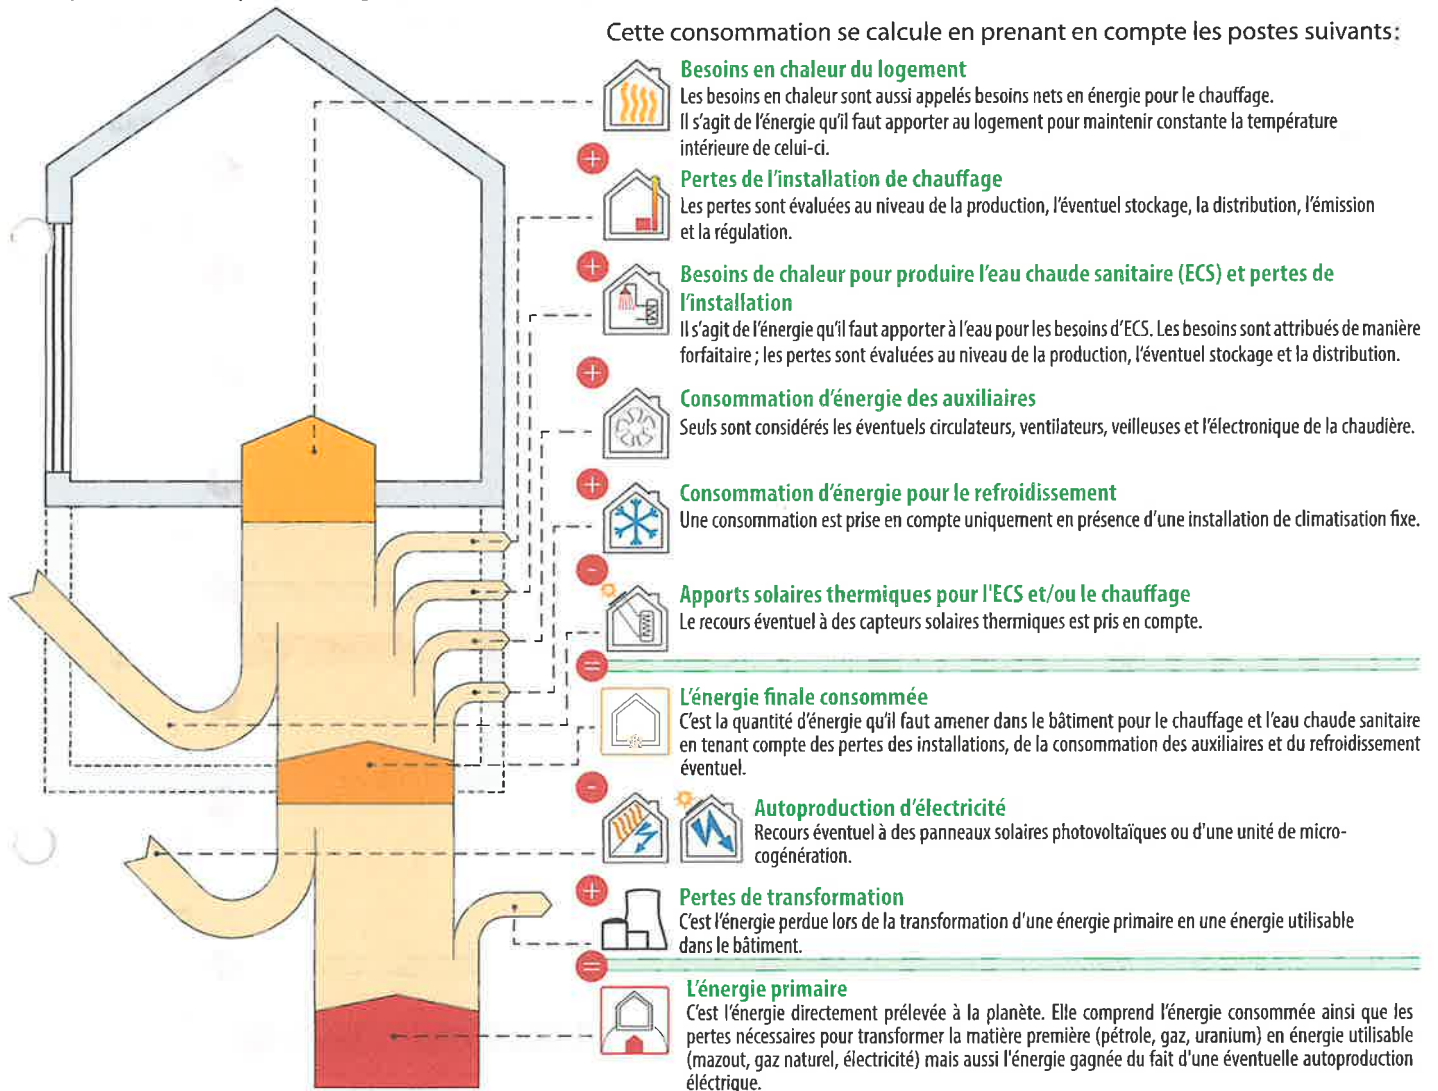 Cette consommation se calcule en prenant en compte les postes suivants:
Besoins en chaleur du logement
Les besoins en chaleur sont aussi appelés besoins nets en énergie pour le chauffage.
Il s'agit de l'énergie qu'il faut apporter au logement pour maintenir constante la température
intérieure de celui-ci.
+
Pertes de l'installation de chauffage
Les pertes sont évaluées au niveau de la production, l'éventuel stockage, la distribution, l'émission
et la régulation.
+
Besoins de chaleur pour produire l'eau chaude sanitaire (ECS) et pertes de
l'installation
Il s'agit de l'énergie qu'il faut apporter à l'eau pour les besoins d'ECS. Les besoins sont attribués de manière
forfaitaire ; les pertes sont évaluées au niveau de la production, l'éventuel stockage et la distribution.
+
Consommation d'énergie des auxiliaires
Seuls sont considérés les éventuels circulateurs, ventilateurs, veilleuses et l'électronique de la chaudière.
+
Consommation d'énergie pour le refroidissement
Une consommation est prise en compte uniquement en présence d'une installation de climatisation fixe.
-
Apports solaires thermiques pour l'ECS et/ou le chauffage
Le recours éventuel à des capteurs solaires thermiques est pris en compte.
=
L'énergie finale consommée
C'est la quantité d'énergie qu'il faut amener dans le bâtiment pour le chauffage et l'eau chaude sanitaire
en tenant compte des pertes des installations, de la consommation des auxiliaires et du refroidissement
éventuel.
-
Autoproduction d'électricité
Recours éventuel à des panneaux solaires photovoltaïques ou d'une unité de micro-
cogénération.
+
Pertes de transformation
C'est l'énergie perdue lors de la transformation d'une énergie primaire en une énergie utilisable
dans le bâtiment.
=
L'énergie primaire
C'est l'énergie directement prélevée à la planète. Elle comprend l'énergie consommée ainsi que les
pertes nécessaires pour transformer la matière première (pétrole, gaz, uranium) en énergie utilisable
(mazout, gaz naturel, électricité) mais aussi l'énergie gagnée du fait d'une éventuelle autoproduction
éléctrique.